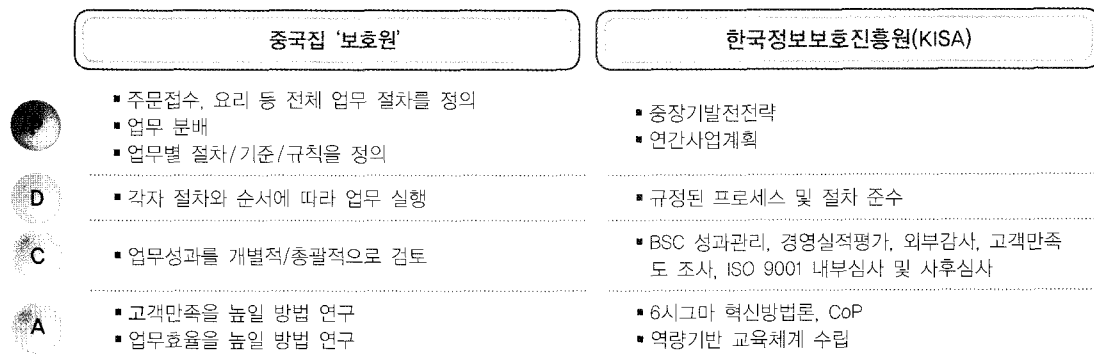 중국집 '보호원'
한국정보보호진흥원(KISA)
▪ 주문접수, 요리 등 전체 업무 절차를 정의
▪ 업무 분배
▪ 업무별 절차/기준/규칙을 정의
▪ 중장기발전전략
▪ 연간사업계획
D
▪ 각자 절차와 순서에 따라 업무 실행
▪ 규정된 프로세스 및 절차 준수
C
▪ 업무성과를 개별적/총괄적으로 검토
▪ BSC 성과관리, 경영실적평가, 외부감사, 고객만족
도 조사, ISO 9001 내부심사 및 사후심사
A
▪ 고객만족을 높일 방법 연구
▪ 업무효율을 높일 방법 연구
▪ 6시그마 혁신방법론, CoP
▪ 역량기반 교육체계 수립